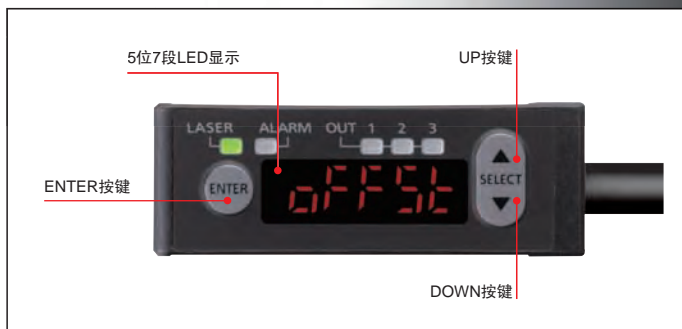 5位7段LED显示
UP按键
LASER ALARM OUT 1 2 3
ENTER按键
ENTER
oFFSt
SELECT
DOWN按键